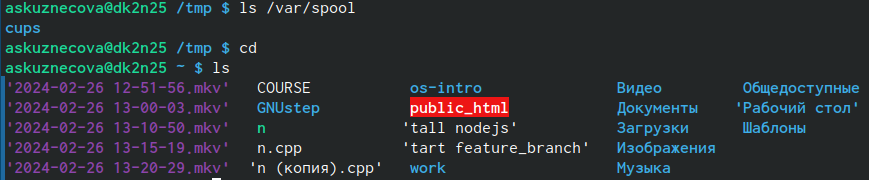 askuznecova@dk2n25 /tmp $ ls /var/spool
cups
askuznecova@dk2n25 /tmp $ cd
askuznecova@dk2n25 ~ $ ls
'2024-02-26 12-51-56.mkv' COURSE os-intro Видео Общедоступные
'2024-02-26 13-00-03.mkv' GNUstep public_html Документы 'Рабочий стол'
'2024-02-26 13-10-50.mkv' n 'tall nodejs' Загрузки Шаблоны
'2024-02-26 13-15-19.mkv' n.cpp 'tart feature_branch' Изображения
'2024-02-26 13-20-29.mkv' 'n (копия).cpp' work Музыка